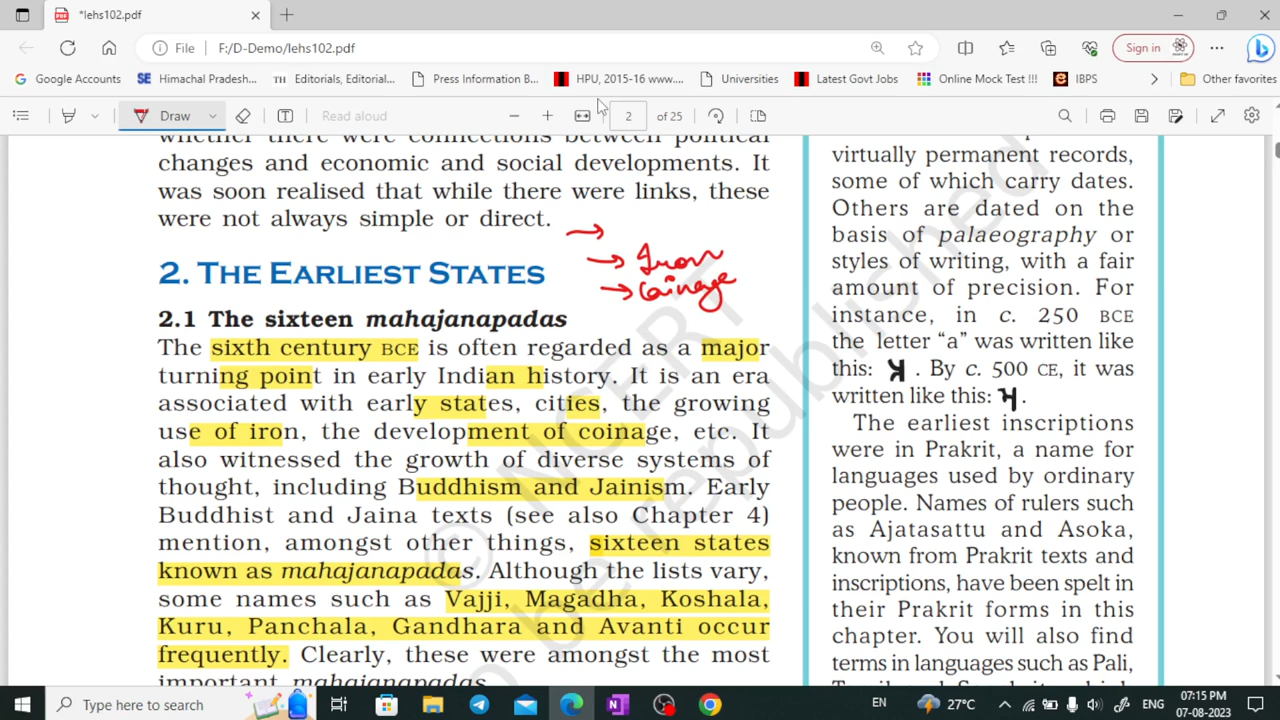 *lehs102.pdf
File F:/D-Demo/lehs102.pdf
Sign in
Google Accounts SE Himachal Pradesh... TH Editorials, Editorial... Press Information B... HPU, 2015-16 www.... Universities Latest Govt Jobs Online Mock Test !!! IBPS Other favorites
Draw Read aloud 2 of 25
whether there were connections between political
changes and economic and social developments. It
was soon realised that while there were links, these
were not always simple or direct.
Iron
Coinage
2. THE EARLIEST STATES
2.1 The sixteen mahajanapadas
The sixth century BCE is often regarded as a major
turning point in early Indian history. It is an era
associated with early states, cities, the growing
use of iron, the development of coinage, etc. It
also witnessed the growth of diverse systems of
thought, including Buddhism and Jainism. Early
Buddhist and Jaina texts (see also Chapter 4)
mention, amongst other things, sixteen states
known as mahajanapadas. Although the lists vary,
some names such as Vajji, Magadha, Koshala,
Kuru, Panchala, Gandhara and Avanti occur
frequently. Clearly, these were amongst the most
important mahajanapadas.
virtually permanent records,
some of which carry dates.
Others are dated on the
basis of palaeography or
styles of writing, with a fair
amount of precision. For
instance, in c. 250 BCE
the letter “a” was written like
this: . By c. 500 CE, it was
written like this: .
The earliest inscriptions
were in Prakrit, a name for
languages used by ordinary
people. Names of rulers such
as Ajatasattu and Asoka,
known from Prakrit texts and
inscriptions, have been spelt in
their Prakrit forms in this
chapter. You will also find
terms in languages such as Pali,
© NCERT
be republished
Type here to search
EN 27°C ENG 07:15 PM
07-08-2023